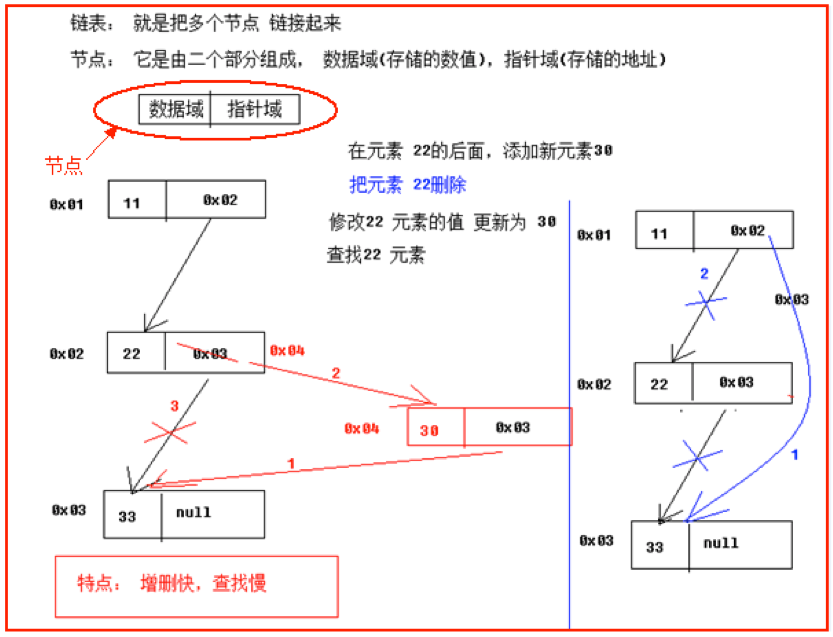 链表： 就是把多个节点 链接起来
节点： 它是由二个部分组成， 数据域(存储的数值)，指针域(存储的地址)
数据域 指针域
节点
在元素 22的后面，添加新元素30
把元素 22删除
修改22 元素的值 更新为 30
查找22 元素
0x01 11 0x02
0x02 22 0x03 0x04
2
3
0x04 30 0x03
1
0x03 33 null
特点： 增删快，查找慢
0x01 11 0x02
2
0x03
0x02 22 0x03
1
0x03 33 null